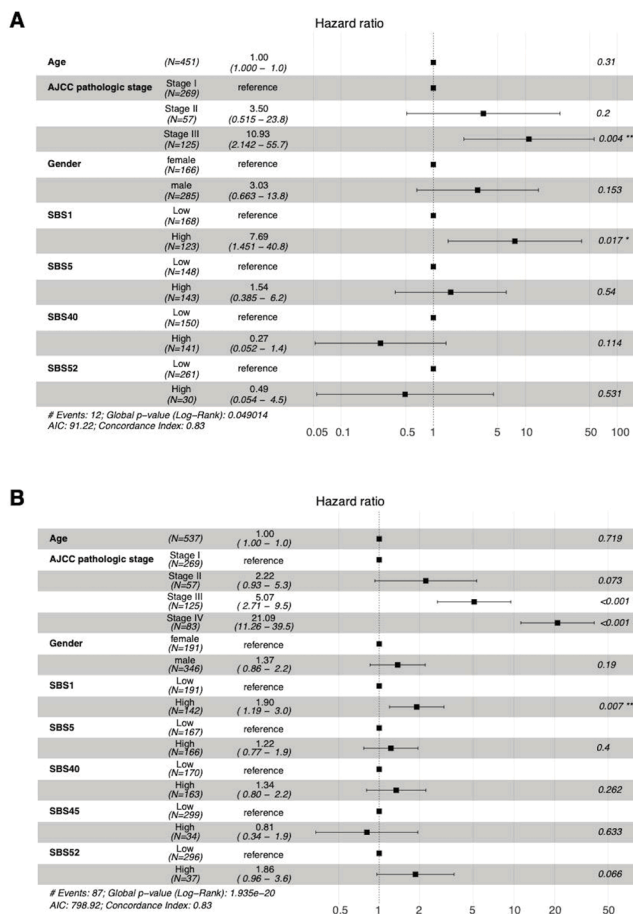 A
Hazard ratio
Age (N=451) 1.00 (1.000 – 1.0) 0.31
AJCC pathologic stage Stage I (N=269) reference
Stage II (N=57) 3.50 (0.515 – 23.8) 0.2
Stage III (N=125) 10.93 (2.142 – 55.7) 0.004 **
Gender female (N=166) reference
male (N=285) 3.03 (0.663 – 13.8) 0.153
SBS1 Low (N=168) reference
High (N=123) 7.69 (1.451 – 40.8) 0.017 *
SBS5 Low (N=148) reference
High (N=143) 1.54 (0.385 – 6.2) 0.54
SBS40 Low (N=150) reference
High (N=141) 0.27 (0.052 – 1.4) 0.114
SBS52 Low (N=261) reference
High (N=30) 0.49 (0.054 – 4.5) 0.531
# Events: 12; Global p-value (Log-Rank): 0.049014
AIC: 91.22; Concordance Index: 0.83
0.05 0.1 0.5 1 5 10 50 100
B
Hazard ratio
Age (N=537) 1.00 ( 1.00 – 1.0) 0.719
AJCC pathologic stage Stage I (N=269) reference
Stage II (N=57) 2.22 ( 0.93 – 5.3) 0.073
Stage III (N=125) 5.07 ( 2.71 – 9.5) <0.001
Stage IV (N=83) 21.09 (11.26 – 39.5) <0.001
Gender female (N=191) reference
male (N=346) 1.37 ( 0.86 – 2.2) 0.19
SBS1 Low (N=191) reference
High (N=142) 1.90 ( 1.19 – 3.0) 0.007 **
SBS5 Low (N=167) reference
High (N=166) 1.22 ( 0.77 – 1.9) 0.4
SBS40 Low (N=170) reference
High (N=163) 1.34 ( 0.80 – 2.2) 0.262
SBS45 Low (N=299) reference
High (N=34) 0.81 ( 0.34 – 1.9) 0.633
SBS52 Low (N=296) reference
High (N=37) 1.86 ( 0.96 – 3.6) 0.066
# Events: 87; Global p-value (Log-Rank): 1.935e-20
AIC: 798.92; Concordance Index: 0.83
0.5 1 5 10 50